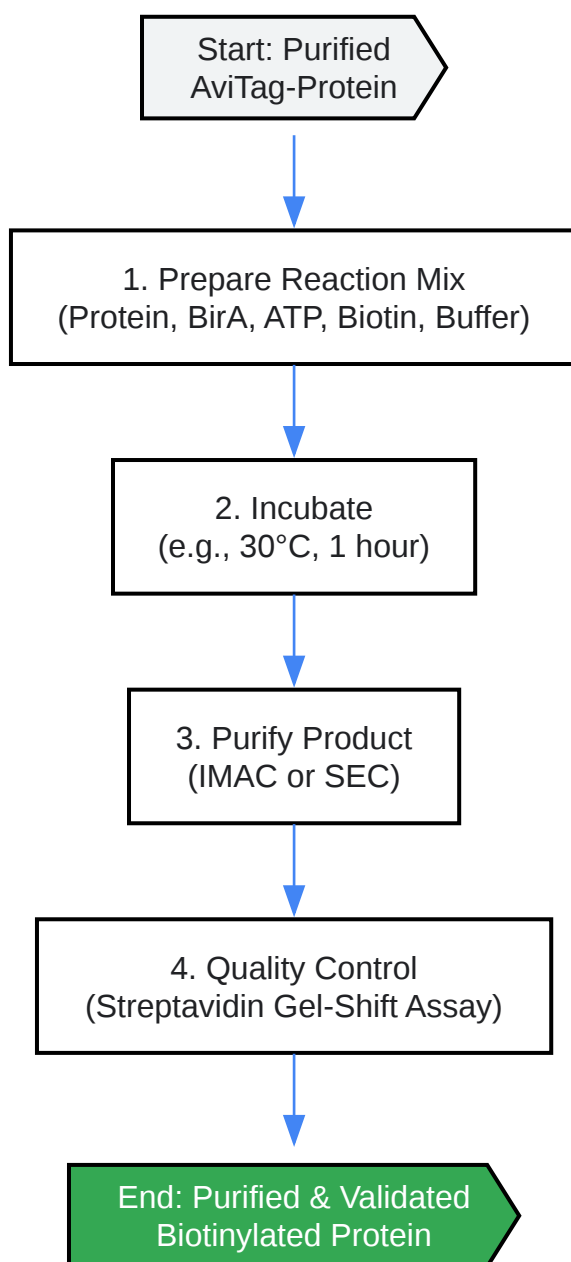 Start: Purified
AviTag-Protein
1. Prepare Reaction Mix
(Protein, BirA, ATP, Biotin, Buffer)
2. Incubate
(e.g., 30°C, 1 hour)
3. Purify Product
(IMAC or SEC)
4. Quality Control
(Streptavidin Gel-Shift Assay)
End: Purified & Validated
Biotinylated Protein